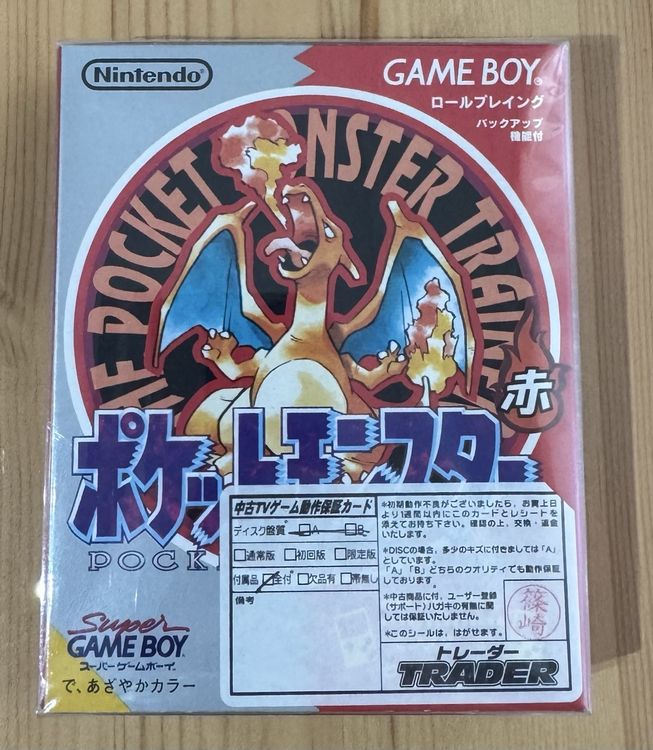 Nintendo
GAME BOY
ロールプレイング
バックアップ
機能付
POCKET MONSTER TRAIN
赤
ポケットモンスター
POCK
Super
GAME BOY
スーパーゲームボーイ
で、あざやかカラー
中古TVゲーム動作保証カード
ディスク盤質 □A □B
□通常版 □初回版 □限定版
付属品 □全付 □欠品有 □帯無し
備考
*初期動作不良がございましたら、お買上日
より1週間以内にこのカードとレシートを
添えてお持ち下さい。確認の上、交換・返金
いたします。
*DISCの場合、多少のキズに付きましては「A」
としています。
「A」「B」どちらのクオリティでも動作保証
しております。
*中古商品に付、ユーザー登録
(サポート)ハガキの有無に関
しては保証いたしません。
*このシールは、はがせます。
篠崎
トレーダー
TRADER